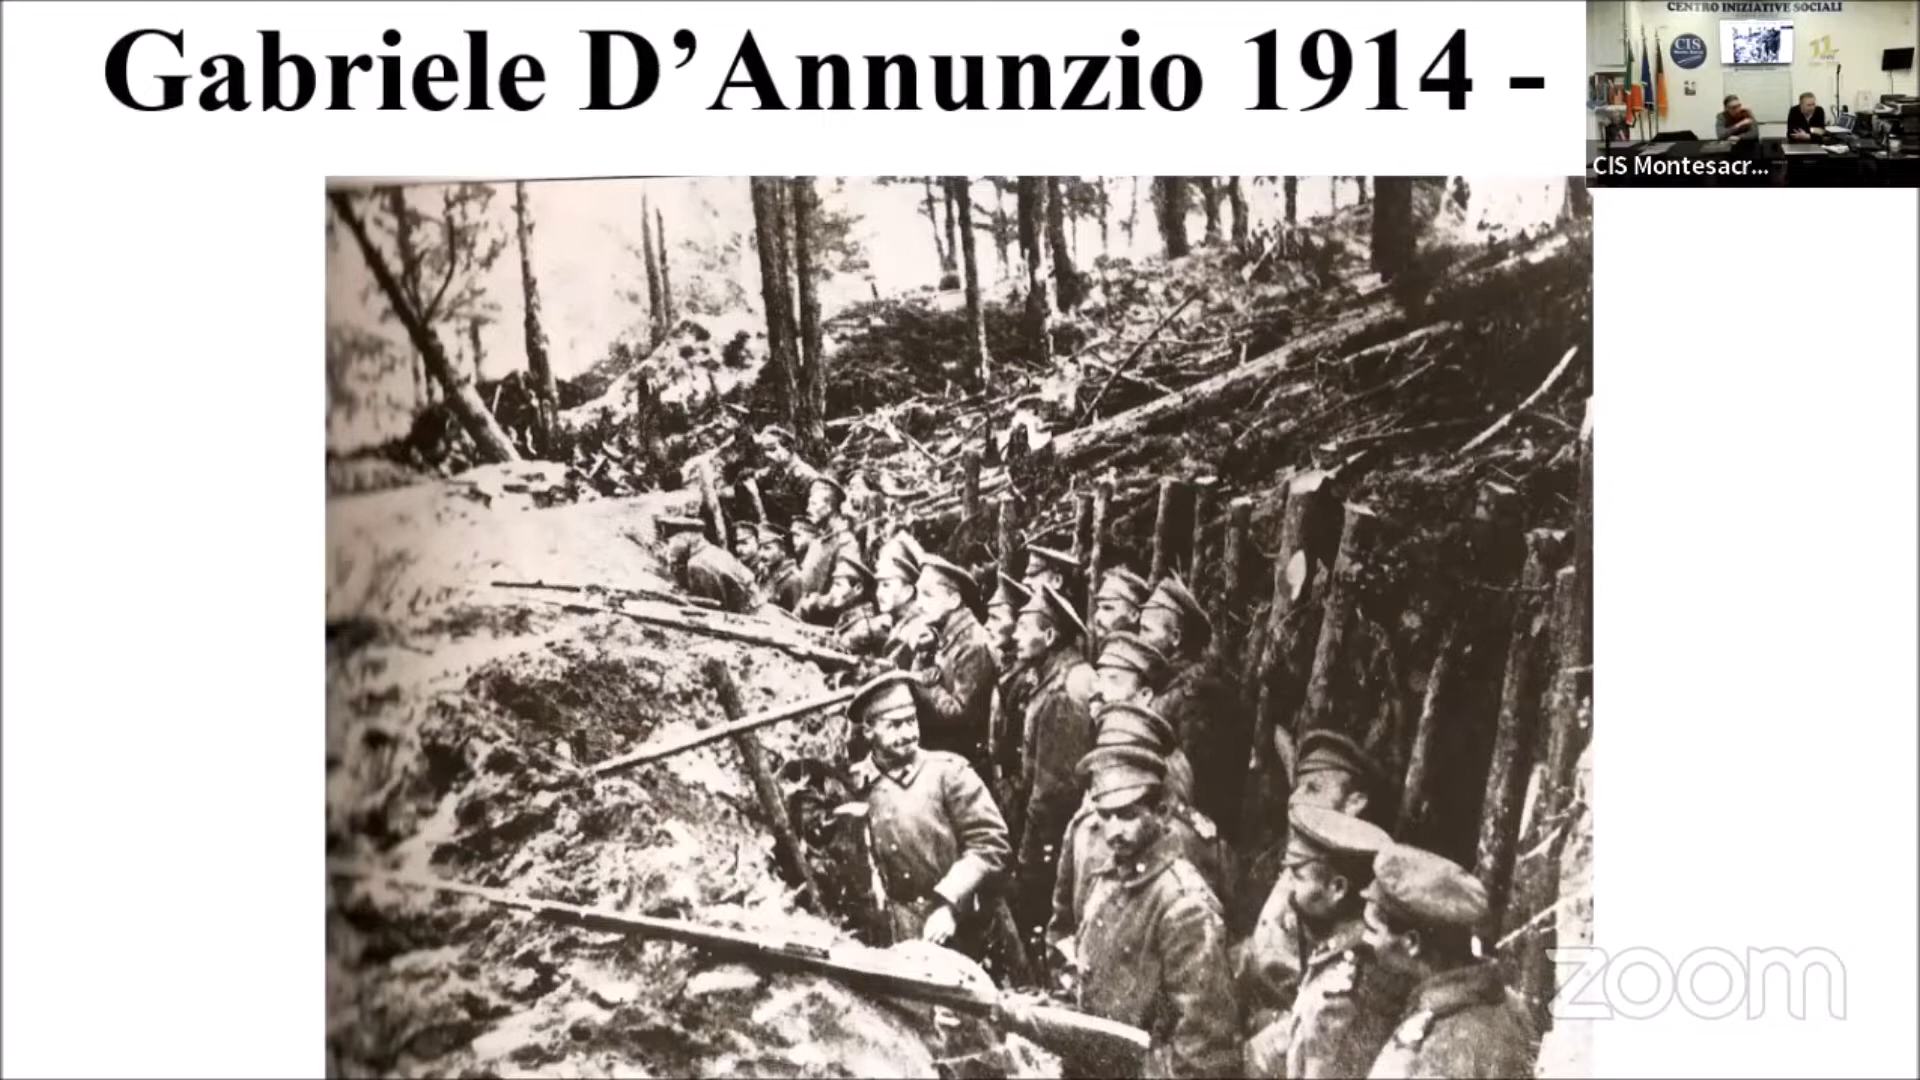 Gabriele D’Annunzio 1914 -
CENTRO INIZIATIVE SOCIALI
CIS
CIS Montesacr...
zoom